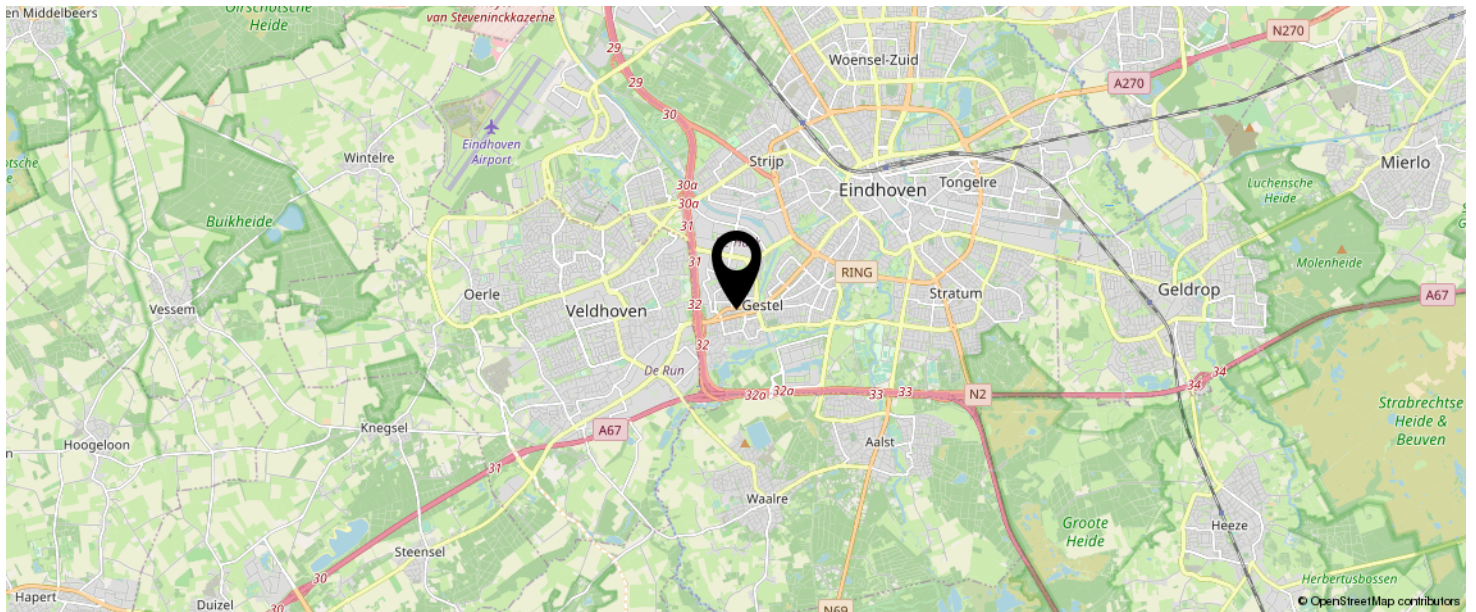 en Middelbeers
Oirschotsche
Heide
van Steveninckkazerne
29
29
30
Woensel-Zuid
N270
A270
Eindhoven
Airport
Wintelre
Strijp
Eindhoven
Tongelre
Mierlo
Luchensche
Heide
30a
30a
31
31
32
32
Buikheide
Molenheide
RING
Oerle
Veldhoven
Gestel
Stratum
Geldrop
A67
Vessem
De Run
32a
32a
33
33
N2
34
34
Strabrechtse
Heide &
Beuven
Knegsel
A67
Hoogeloon
31
Aalst
Waalre
Groote
Heide
Heeze
Steensel
30
30
Herbertusbossen
Hapert
Duizel
N69
© OpenStreetMap contributors